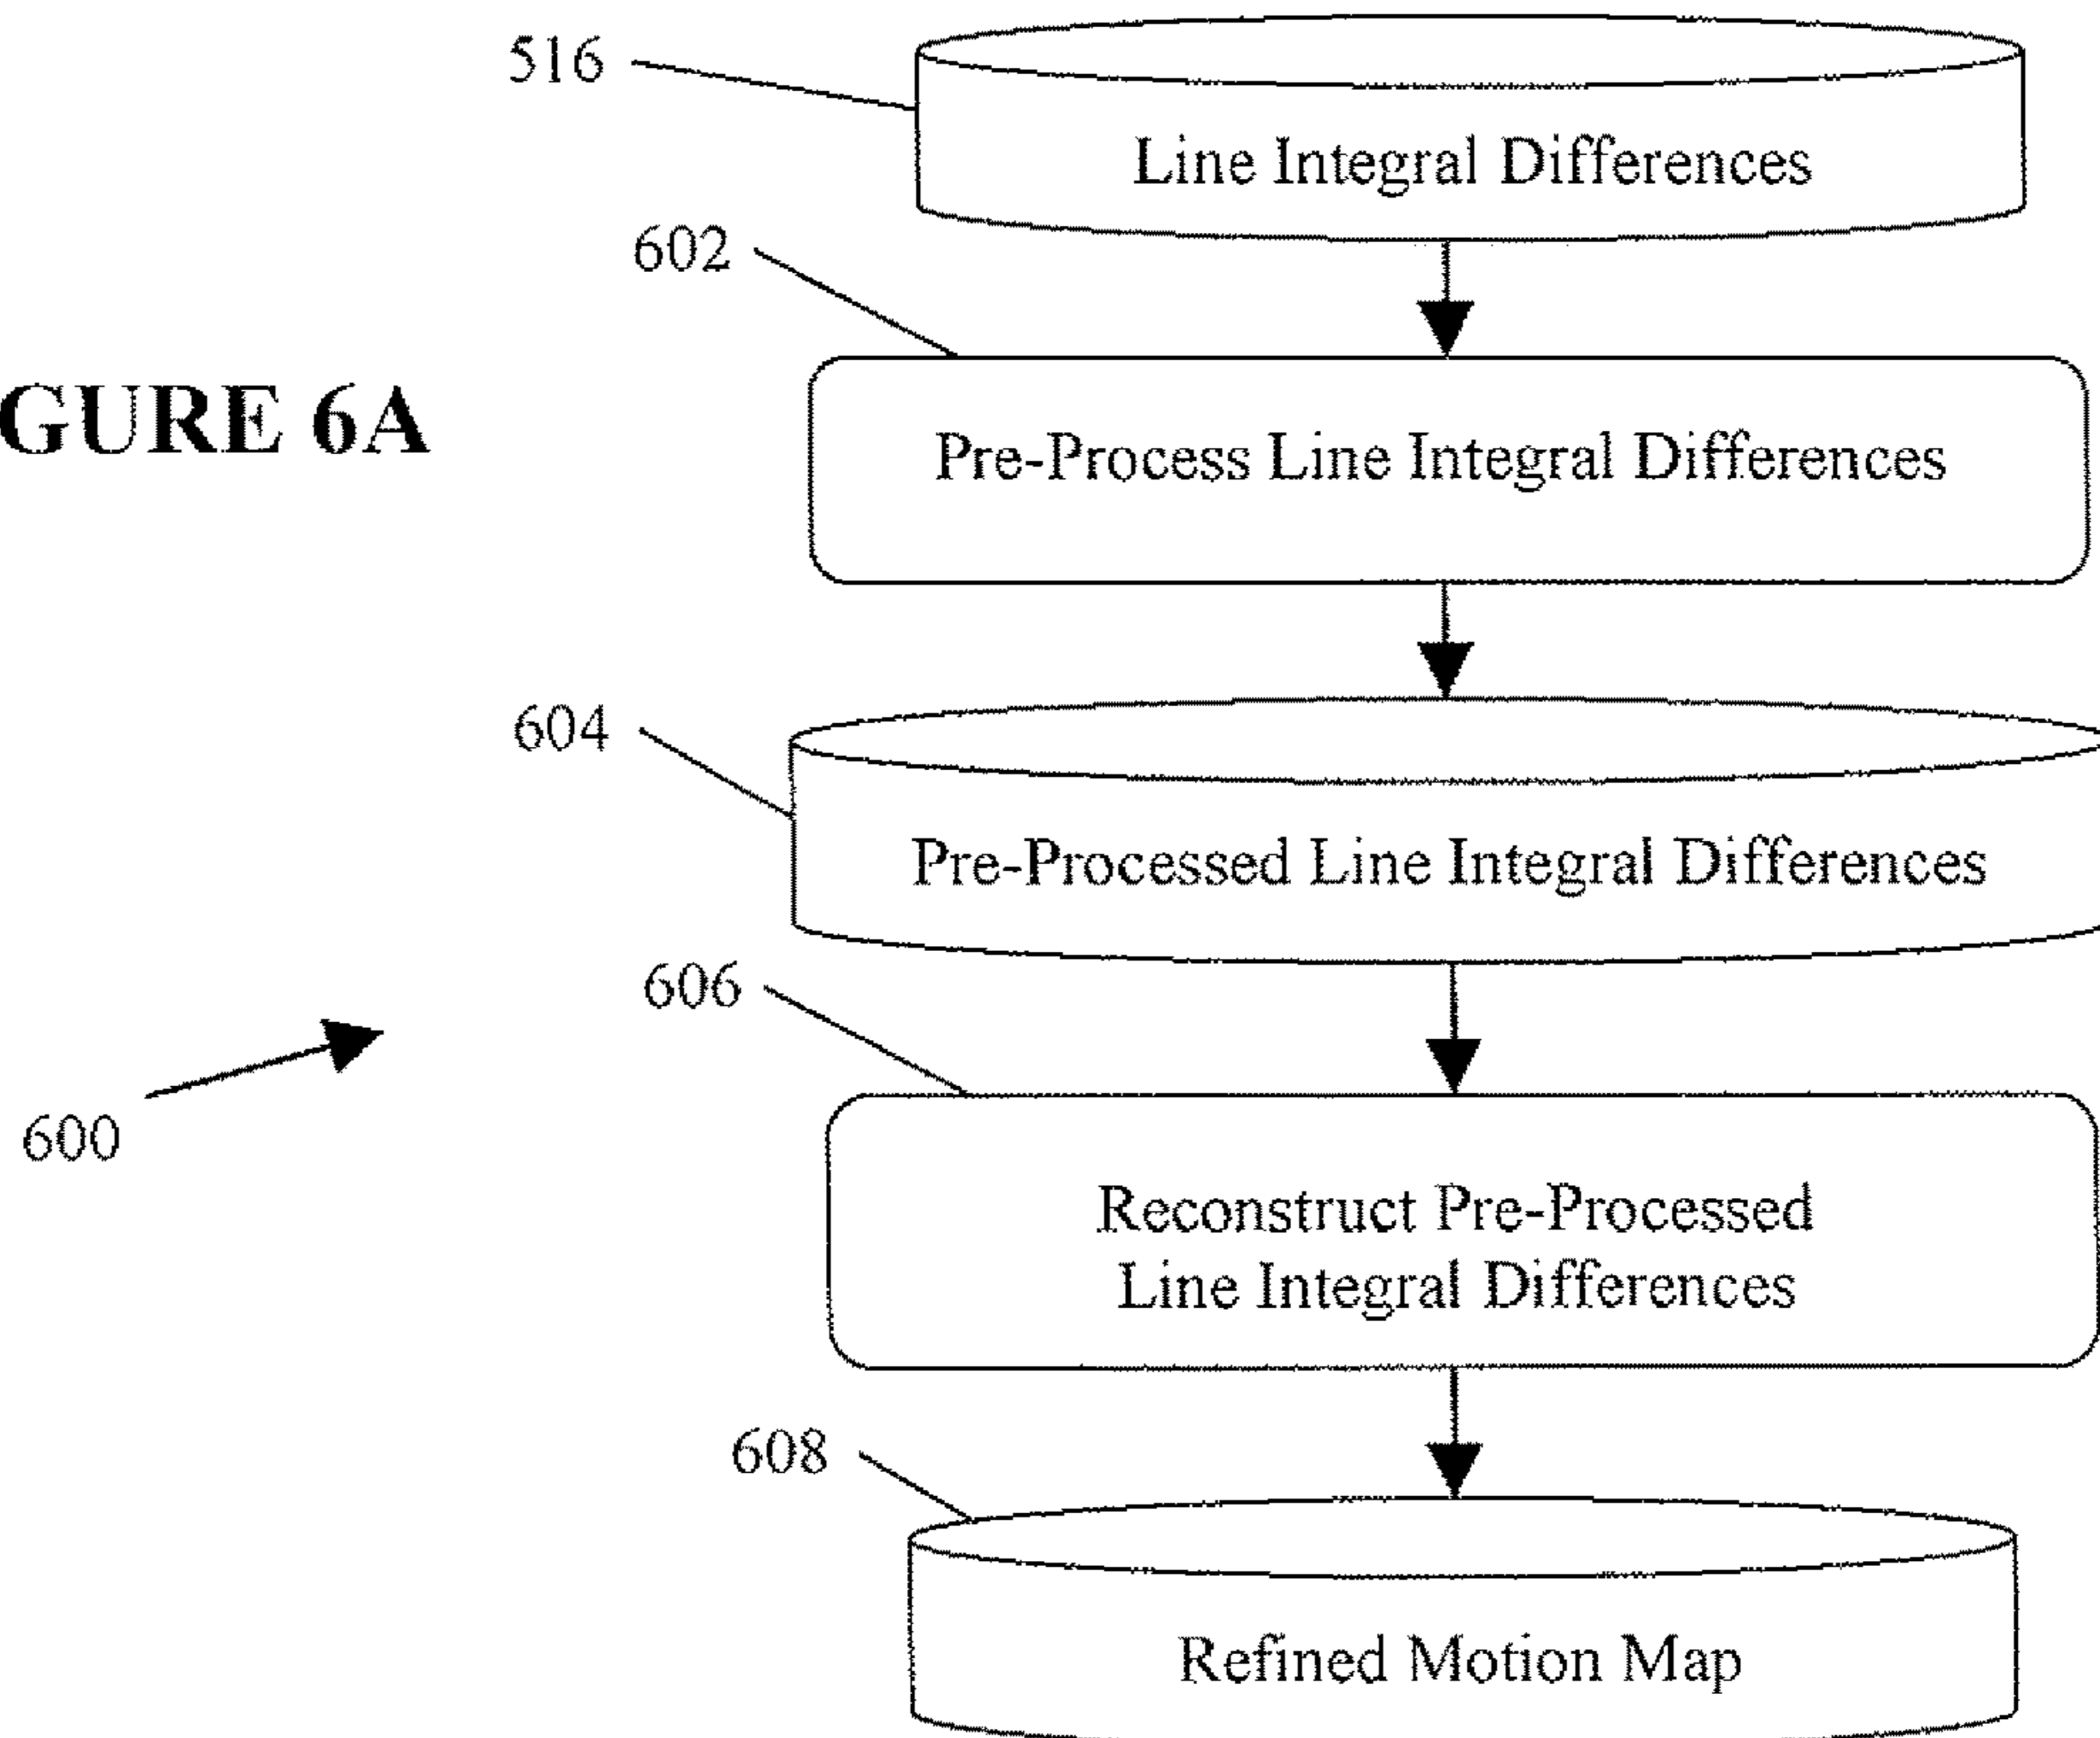 516
Line Integral Differences
602
GURE 6A
Pre-Process Line Integral Differences
604
Pre-Processed Line Integral Differences
606
600
Reconstruct Pre-Processed
Line Integral Differences
608
Refined Motion Map